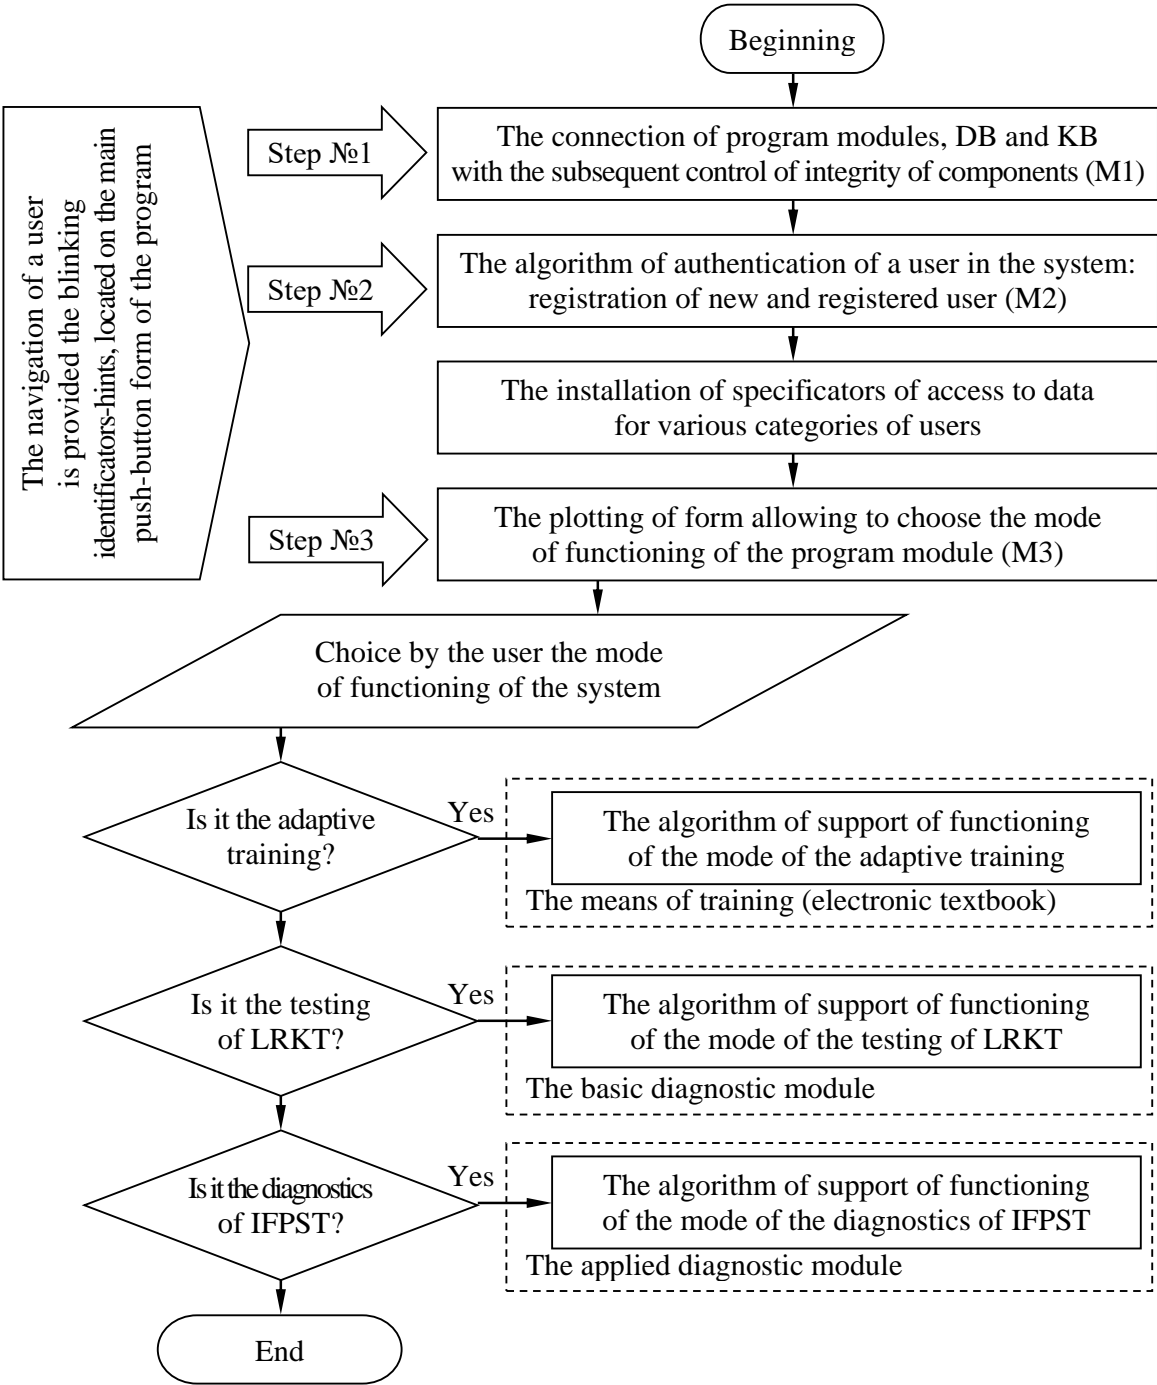 Beginning
The navigation of a user
is provided the blinking
identificators-hints, located on the main
push-button form of the program
Step №1
The connection of program modules, DB and KB
with the subsequent control of integrity of components (M1)
Step №2
The algorithm of authentication of a user in the system:
registration of new and registered user (M2)
The installation of specificators of access to data
for various categories of users
Step №3
The plotting of form allowing to choose the mode
of functioning of the program module (M3)
Choice by the user the mode
of functioning of the system
Is it the adaptive
training?
Yes
The algorithm of support of functioning
of the mode of the adaptive training
The means of training (electronic textbook)
Is it the testing
of LRKT?
Yes
The algorithm of support of functioning
of the mode of the testing of LRKT
The basic diagnostic module
Is it the diagnostics
of IFPST?
Yes
The algorithm of support of functioning
of the mode of the diagnostics of IFPST
The applied diagnostic module
End